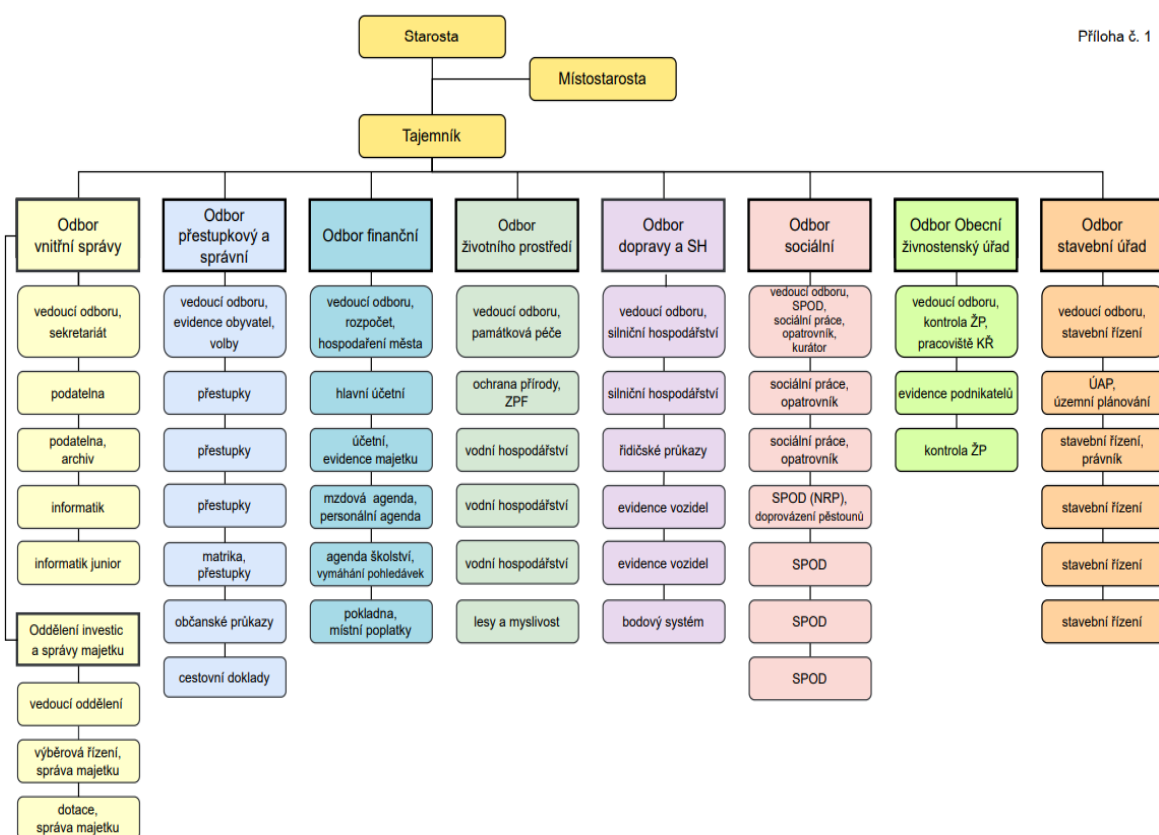 Starosta
Příloha č. 1
Místostarosta
Tajemník
Odbor
vnitřní správy
vedoucí odboru,
sekretariát
podatelna
podatelna,
archiv
informatik
informatik junior
Oddělení investic
a správy majetku
vedoucí oddělení
výběrová řízení,
správa majetku
dotace,
správa majetku
Odbor
přestupkový a
správní
vedoucí odboru,
evidence obyvatel,
volby
přestupky
přestupky
přestupky
matrika,
přestupky
občanské průkazy
cestovní doklady
Odbor finanční
vedoucí odboru,
rozpočet,
hospodaření města
hlavní účetní
účetní,
evidence majetku
mzdová agenda,
personální agenda
agenda školství,
vymáhání pohledávek
pokladna,
místní poplatky
Odbor
životního prostředí
vedoucí odboru,
památková péče
ochrana přírody,
ZPF
vodní hospodářství
vodní hospodářství
vodní hospodářství
lesy a myslivost
Odbor
dopravy a SH
vedoucí odboru,
silniční hospodářství
silniční hospodářství
řidičské průkazy
evidence vozidel
evidence vozidel
bodový systém
Odbor
sociální
vedoucí odboru,
SPOD,
sociální práce,
opatrovník,
kurátor
sociální práce,
opatrovník
sociální práce,
opatrovník
SPOD (NRP),
doprovázení pěstounů
SPOD
SPOD
SPOD
Odbor Obecní
živnostenský úřad
vedoucí odboru,
kontrola ŽP,
pracoviště KŘ
evidence podnikatelů
kontrola ŽP
Odbor
stavební úřad
vedoucí odboru,
stavební řízení
ÚAP,
územní plánování
stavební řízení,
právník
stavební řízení
stavební řízení
stavební řízení